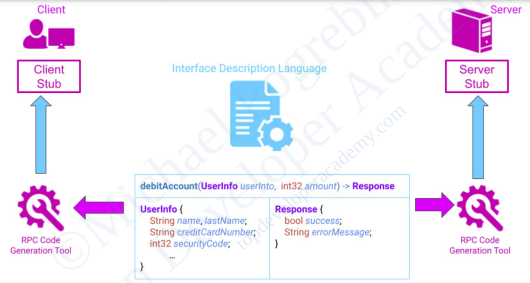 Client
Server
Client
Stub
Interface Description Language
Server
Stub
debitAccount(UserInfo userInfo, int32 amount) -> Response
UserInfo {
String name, lastName;
String creditCardNumber;
int32 securityCode;
...
}
Response {
bool success;
String errorMessage;
}
RPC Code
Generation Tool
RPC Code
Generation Tool
© Michael Pogrebn
Developer Academy
topdeveloperacademy.com